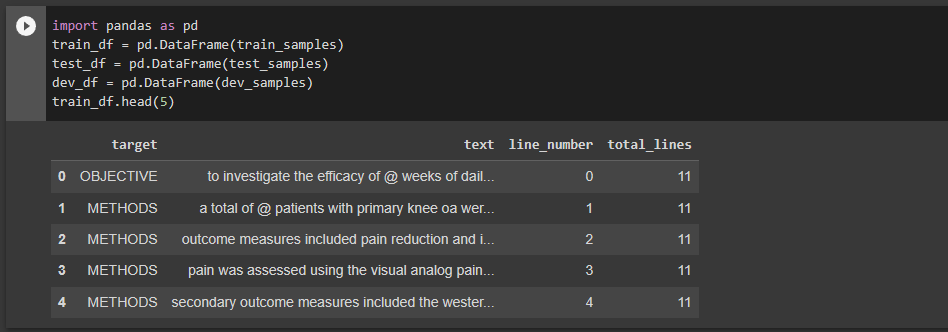 import pandas as pd
train_df = pd.DataFrame(train_samples)
test_df = pd.DataFrame(test_samples)
dev_df = pd.DataFrame(dev_samples)
train_df.head(5)
target text line_number total_lines
0 OBJECTIVE to investigate the efficacy of @ weeks of dail... 0 11
1 METHODS a total of @ patients with primary knee oa wer... 1 11
2 METHODS outcome measures included pain reduction and i... 2 11
3 METHODS pain was assessed using the visual analog pain... 3 11
4 METHODS secondary outcome measures included the wester... 4 11